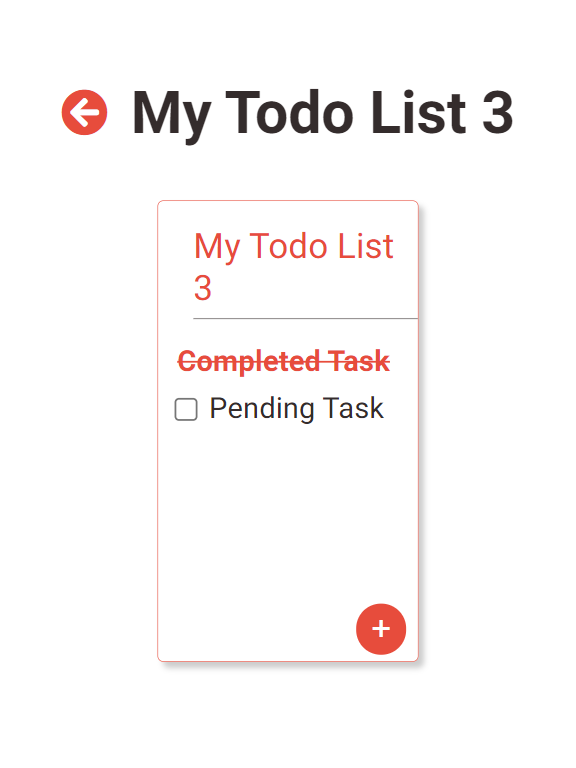 My Todo List 3
My Todo List
3
Completed Task
Pending Task
+